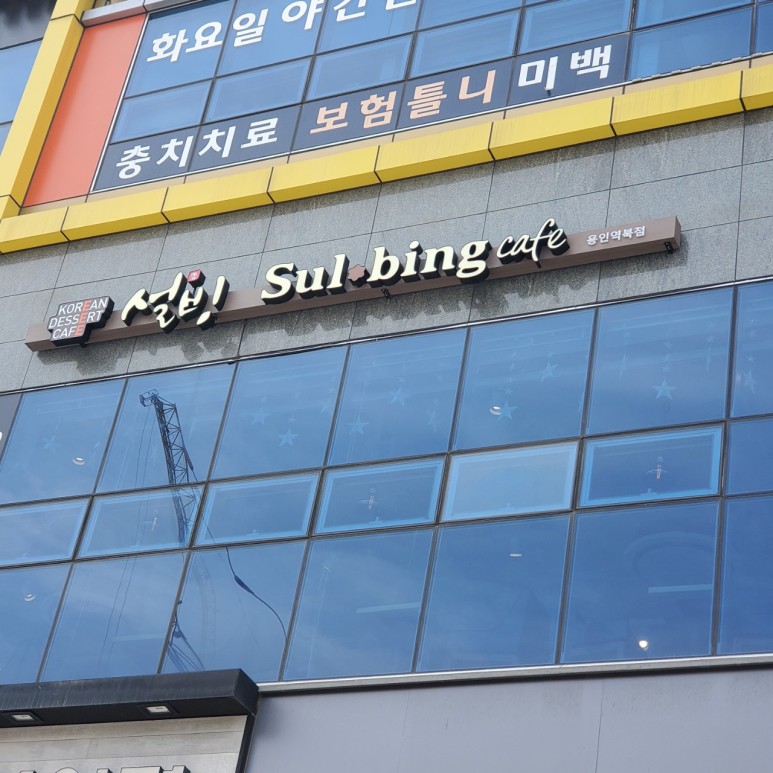 화요일 야간진
충치치료 보험틀니 미백
KOREAN DESSERT CAFE
설빙 Sul bing cafe 용인역북점